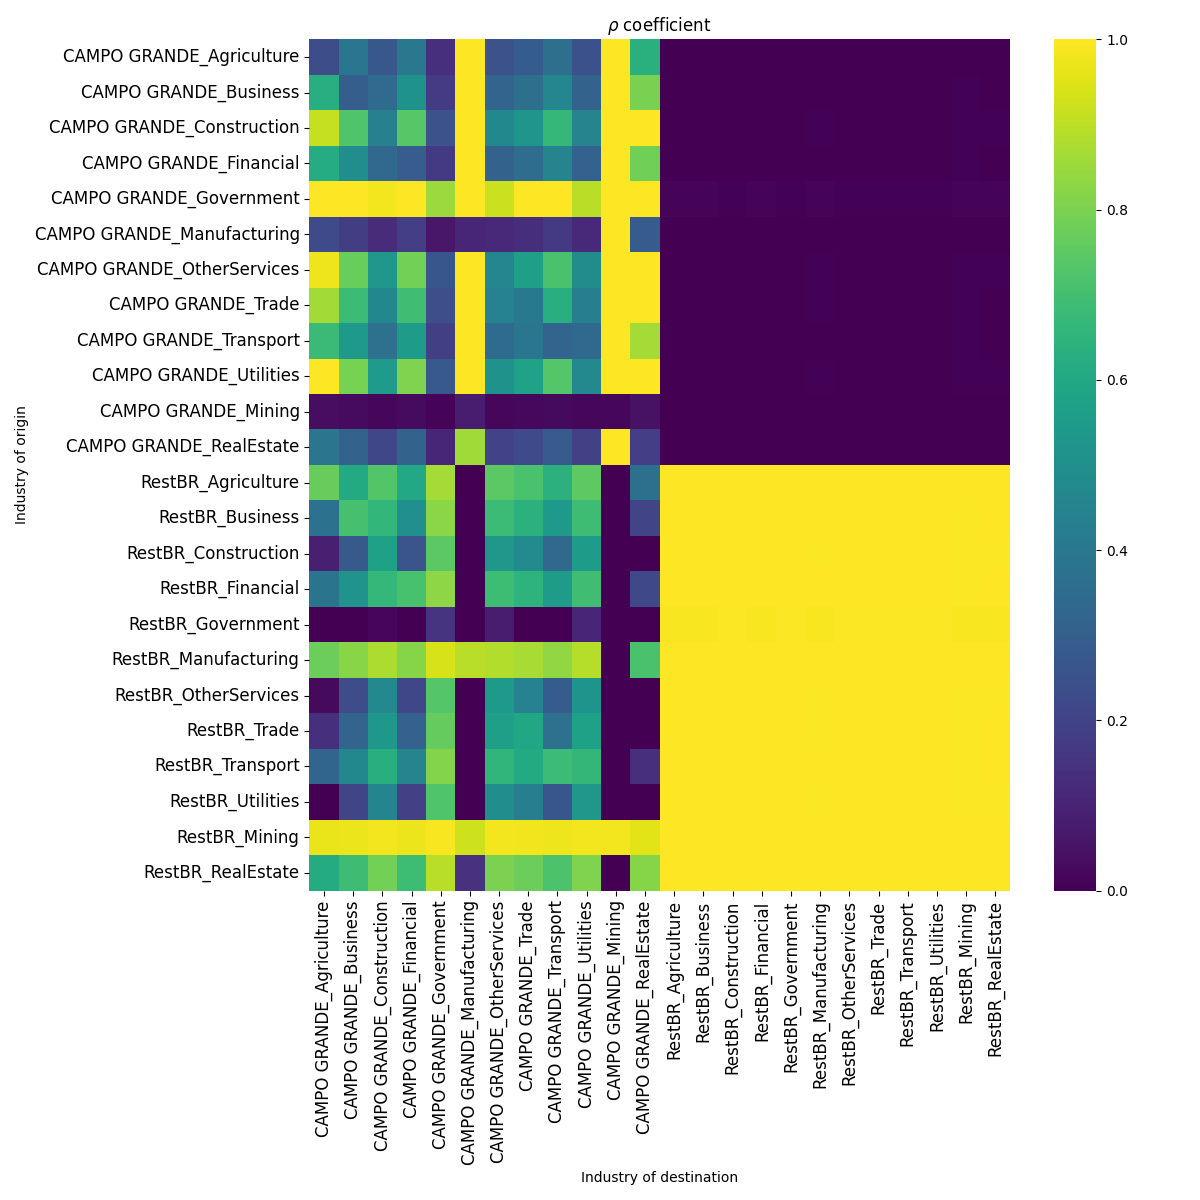 ρ coefficient
CAMPO GRANDE_Agriculture
CAMPO GRANDE_Business
CAMPO GRANDE_Construction
CAMPO GRANDE_Financial
CAMPO GRANDE_Government
CAMPO GRANDE_Manufacturing
CAMPO GRANDE_OtherServices
CAMPO GRANDE_Trade
CAMPO GRANDE_Transport
CAMPO GRANDE_Utilities
CAMPO GRANDE_Mining
CAMPO GRANDE_RealEstate
RestBR_Agriculture
RestBR_Business
RestBR_Construction
RestBR_Financial
RestBR_Government
RestBR_Manufacturing
RestBR_OtherServices
RestBR_Trade
RestBR_Transport
RestBR_Utilities
RestBR_Mining
RestBR_RealEstate
Industry of origin
CAMPO GRANDE_Agriculture
CAMPO GRANDE_Business
CAMPO GRANDE_Construction
CAMPO GRANDE_Financial
CAMPO GRANDE_Government
CAMPO GRANDE_Manufacturing
CAMPO GRANDE_OtherServices
CAMPO GRANDE_Trade
CAMPO GRANDE_Transport
CAMPO GRANDE_Utilities
CAMPO GRANDE_Mining
CAMPO GRANDE_RealEstate
RestBR_Agriculture
RestBR_Business
RestBR_Construction
RestBR_Financial
RestBR_Government
RestBR_Manufacturing
RestBR_OtherServices
RestBR_Trade
RestBR_Transport
RestBR_Utilities
RestBR_Mining
RestBR_RealEstate
Industry of destination
1.0
0.8
0.6
0.4
0.2
0.0